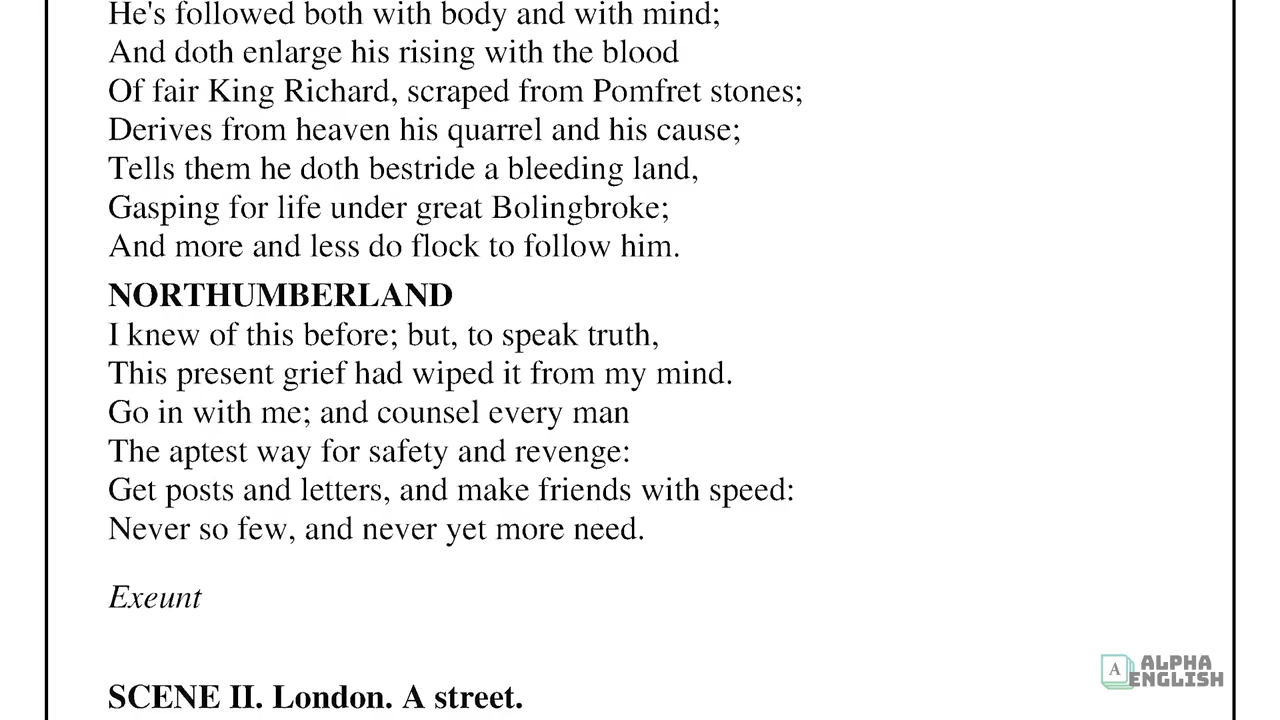 He's followed both with body and with mind;
And doth enlarge his rising with the blood
Of fair King Richard, scraped from Pomfret stones;
Derives from heaven his quarrel and his cause;
Tells them he doth bestride a bleeding land,
Gasping for life under great Bolingbroke;
And more and less do flock to follow him.
NORTHUMBERLAND
I knew of this before; but, to speak truth,
This present grief had wiped it from my mind.
Go in with me; and counsel every man
The aptest way for safety and revenge:
Get posts and letters, and make friends with speed:
Never so few, and never yet more need.
Exeunt
SCENE II. London. A street.
A ALPHA
ENGLISH